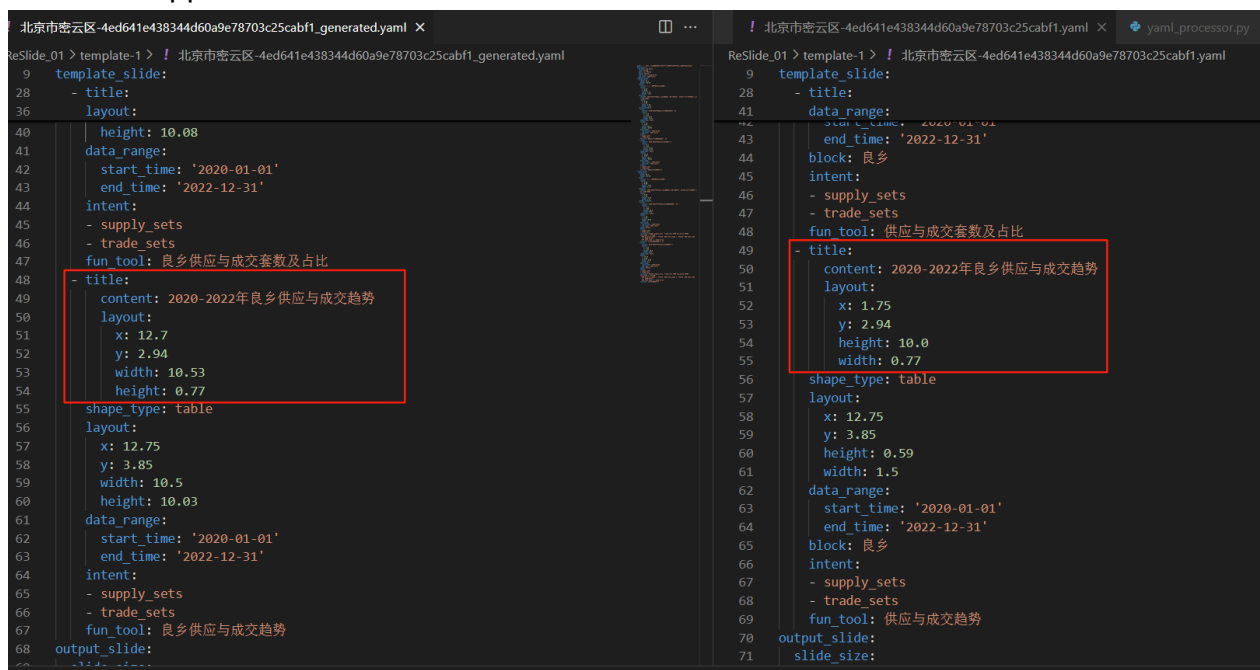 北京市密云区-4ed641e438344d60a9e78703c25cabf1_generated.yaml ×
ReSlide_01 > template-1 > ! 北京市密云区-4ed641e438344d60a9e78703c25cabf1_generated.yaml
9 template_slide:
28 - title:
36 layout:
40 height: 10.08
41 data_range:
42 start_time: '2020-01-01'
43 end_time: '2022-12-31'
44 intent:
45 - supply_sets
46 - trade_sets
47 fun_tool: 良乡供应与成交套数及占比
48 - title:
49 content: 2020-2022年良乡供应与成交趋势
50 layout:
51 x: 12.7
52 y: 2.94
53 width: 10.53
54 height: 0.77
55 shape_type: table
56 layout:
57 x: 12.75
58 y: 3.85
59 width: 10.5
60 height: 10.03
61 data_range:
62 start_time: '2020-01-01'
63 end_time: '2022-12-31'
64 intent:
65 - supply_sets
66 - trade_sets
67 fun_tool: 良乡供应与成交趋势
68 output_slide:
! 北京市密云区-4ed641e438344d60a9e78703c25cabf1.yaml ×
yaml_processor.py
ReSlide_01 > template-1 > ! 北京市密云区-4ed641e438344d60a9e78703c25cabf1.yaml
9 template_slide:
28 - title:
41 data_range:
42 start_time: '2020-01-01'
43 end_time: '2022-12-31'
44 block: 良乡
45 intent:
46 - supply_sets
47 - trade_sets
48 fun_tool: 供应与成交套数及占比
49 - title:
50 content: 2020-2022年良乡供应与成交趋势
51 layout:
52 x: 1.75
53 y: 2.94
54 height: 10.0
55 width: 0.77
56 shape_type: table
57 layout:
58 x: 12.75
59 y: 3.85
60 height: 0.59
61 width: 1.5
62 data_range:
63 start_time: '2020-01-01'
64 end_time: '2022-12-31'
65 block: 良乡
66 intent:
67 - supply_sets
68 - trade_sets
69 fun_tool: 供应与成交趋势
70 output_slide:
71 slide_size: